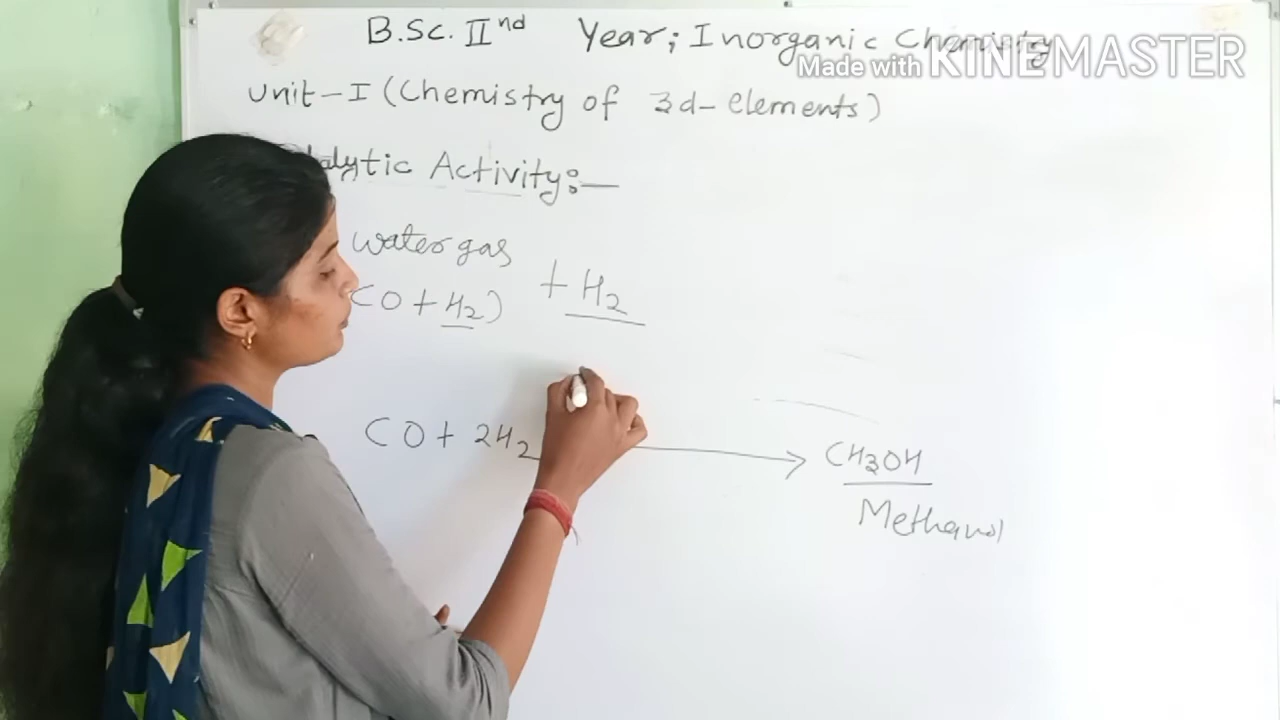 B.Sc. IInd Year; Inorganic Chemistry
Made with KINEMASTER
Unit-I (Chemistry of 3d-elements)
Activity:—
water gas
CO + H2) + H2
CO + 2H2 → CH3OH
Methanol